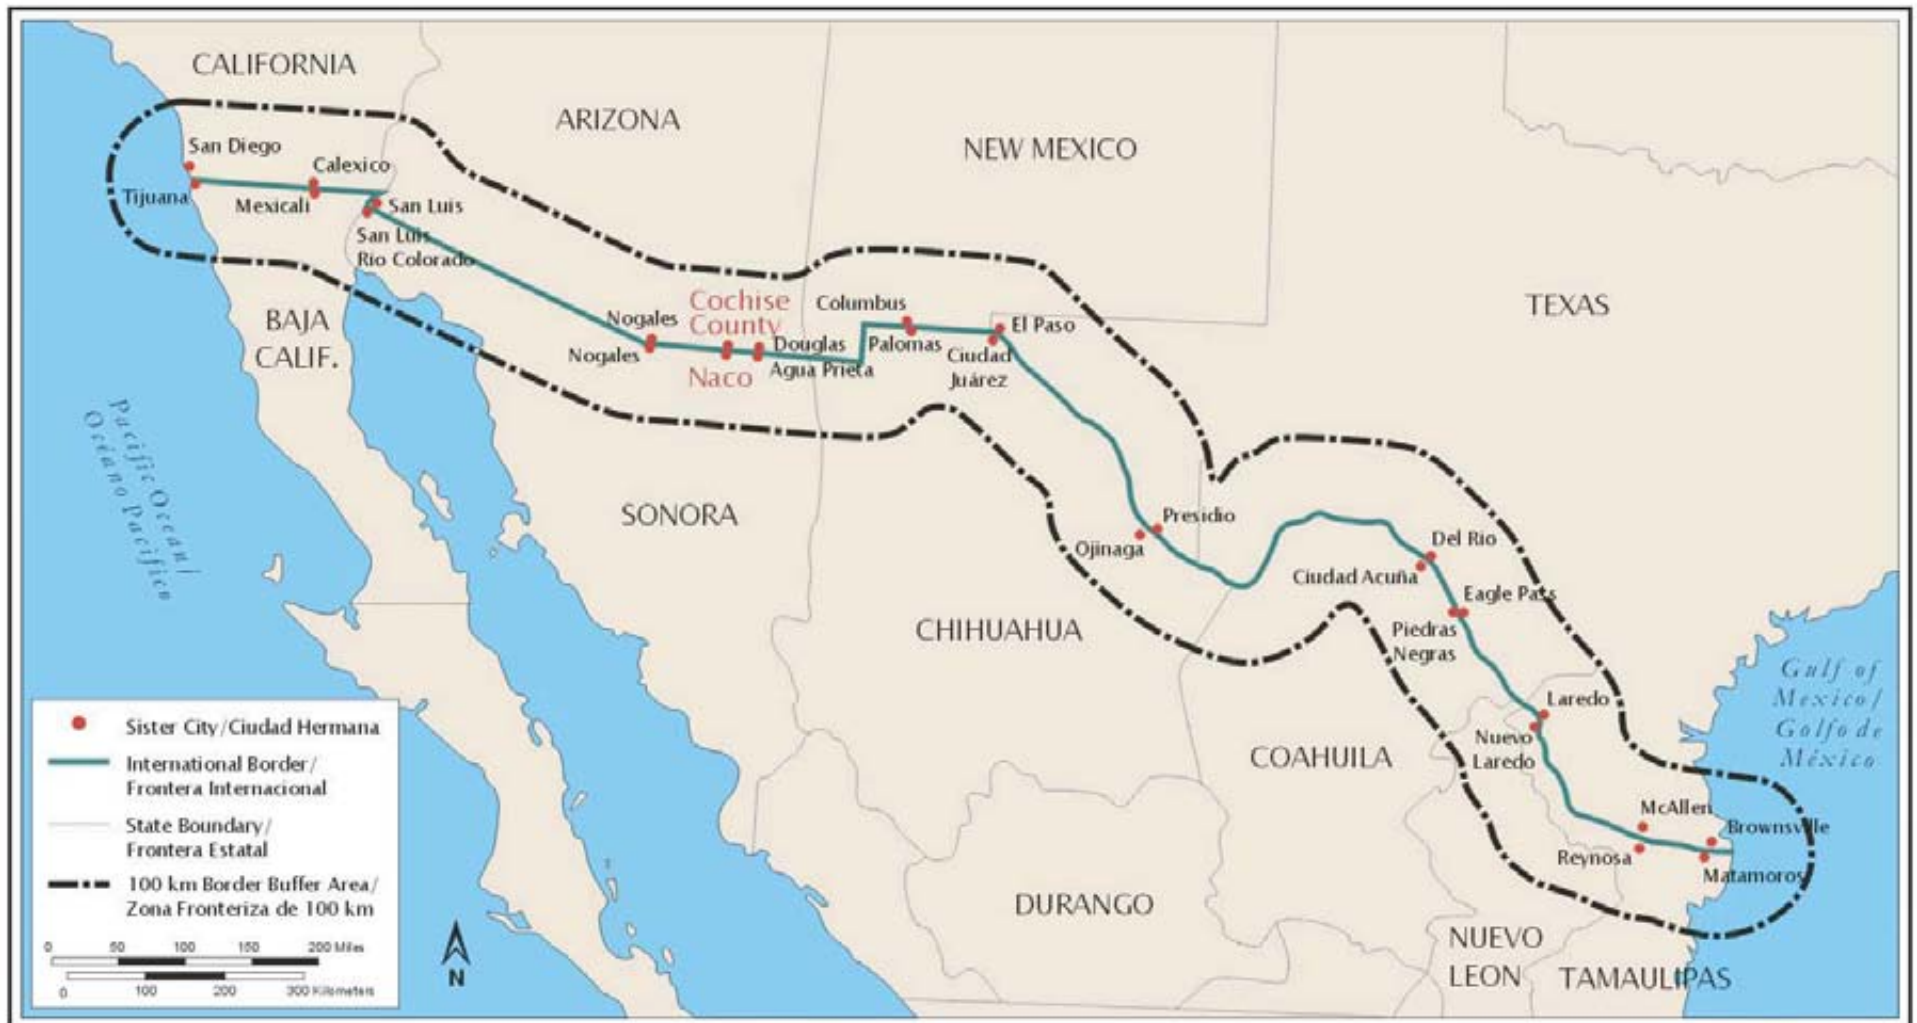 CALIFORNIA
ARIZONA
NEW MEXICO
TEXAS
San Diego
Calexico
Tijuana
Mexicali
San Luis
San Luis
Rio Colorado
BAJA
CALIF.
Nogales
Nogales
Cochise
County
Naco
Douglas
Agua Prieta
Columbus
Palomas
El Paso
Ciudad
Juárez
Pacific Ocean/
Océano Pacífico
SONORA
Presidio
Ojinaga
Del Rio
Ciudad Acuña
Eagle Pass
Piedras
Negras
CHIHUAHUA
Laredo
Nuevo
Laredo
Gulf of
Mexico/
Golfo de
México
COAHUILA
McAllen
Brownsville
Reynosa
Matamoros
DURANGO
NUEVO
LEON
TAMAULIPAS
Sister City/Ciudad Hermana
International Border/
Frontera Internacional
State Boundary/
Frontera Estatal
100 km Border Buffer Area/
Zona Fronteriza de 100 km
0 50 100 150 200 Miles
0 100 200 300 Kilometers
N